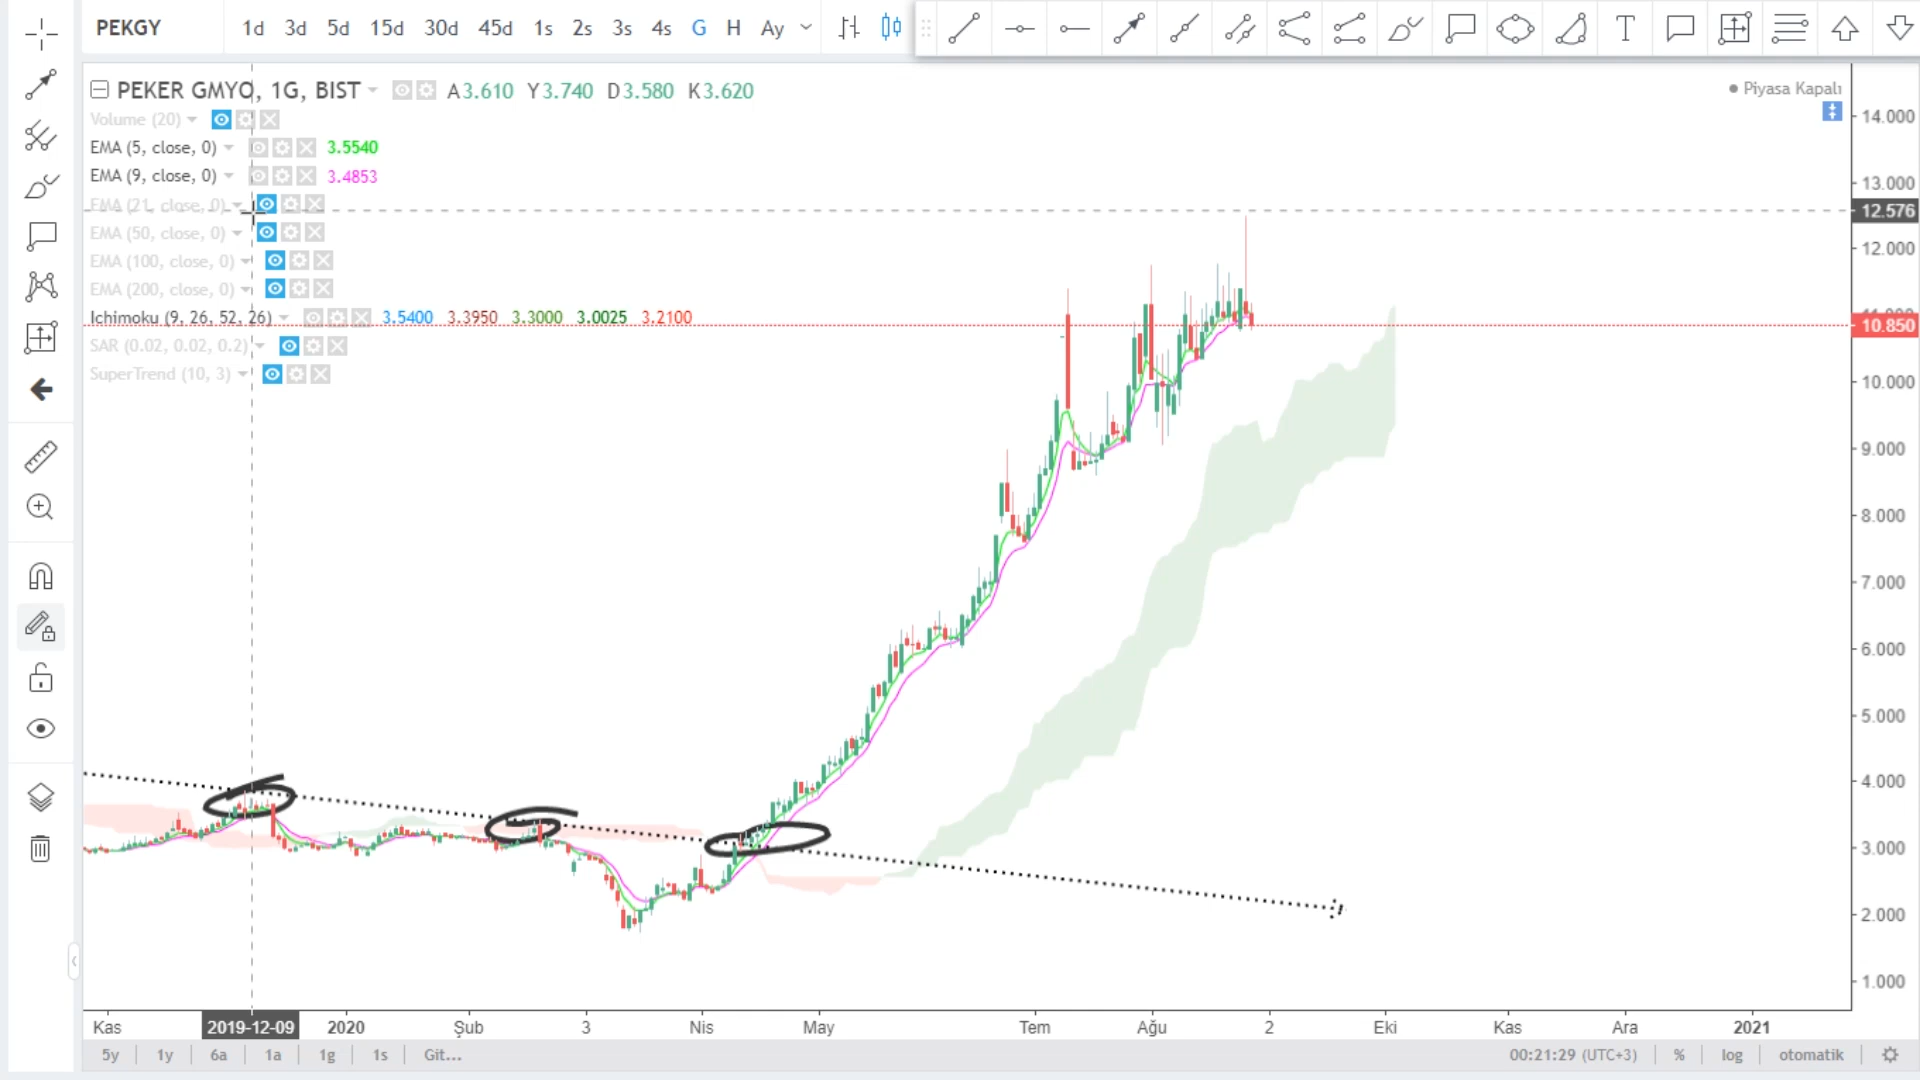 PEKGY 1d 3d 5d 15d 30d 45d 1s 2s 3s 4s G H Ay T
PEKER GMYO, 1G, BIST A3.610 Y3.740 D3.580 K3.620
Piyasa Kapalı
Volume (20)
EMA (5, close, 0) 3.5540
EMA (9, close, 0) 3.4853
EMA (21, close, 0)
EMA (50, close, 0)
EMA (100, close, 0)
EMA (200, close, 0)
Ichimoku (9, 26, 52, 26) 3.5400 3.3950 3.3000 3.0025 3.2100
SAR (0.02, 0.02, 0.2)
SuperTrend (10, 3)
14.000
13.000
12.576
12.000
10.850
10.000
9.000
8.000
7.000
6.000
5.000
4.000
3.000
2.000
1.000
Kas 2019-12-09 2020 Şub 3 Nis May Tem Ağu 2 Eki Kas Ara 2021
5y 1y 6a 1a 1g 1s Git... 00:21:29 (UTC+3) % log otomatik